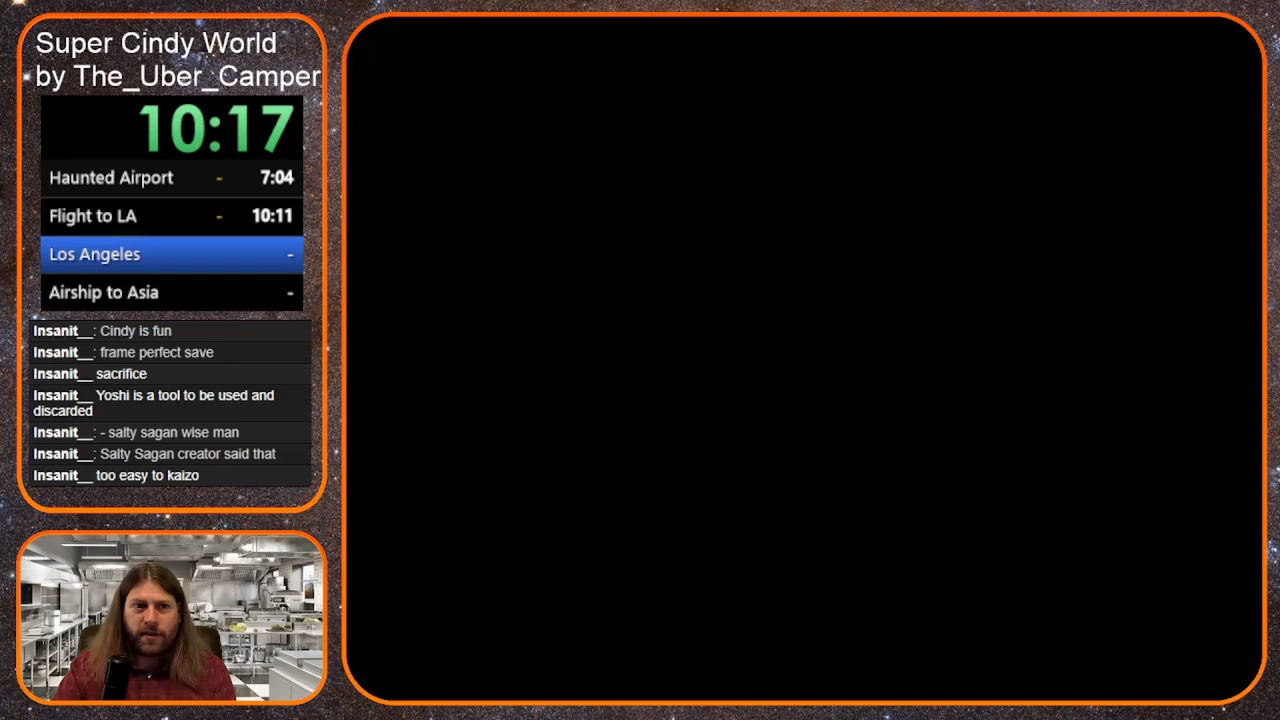 Super Cindy World
by The_Uber_Camper
10:17
Haunted Airport - 7:04
Flight to LA - 10:11
Los Angeles -
Airship to Asia -
Insanit__: Cindy is fun
Insanit__: frame perfect save
Insanit__ sacrifice
Insanit__ Yoshi is a tool to be used and
discarded
Insanit__: - salty sagan wise man
Insanit__: Salty Sagan creator said that
Insanit__ too easy to kaizo